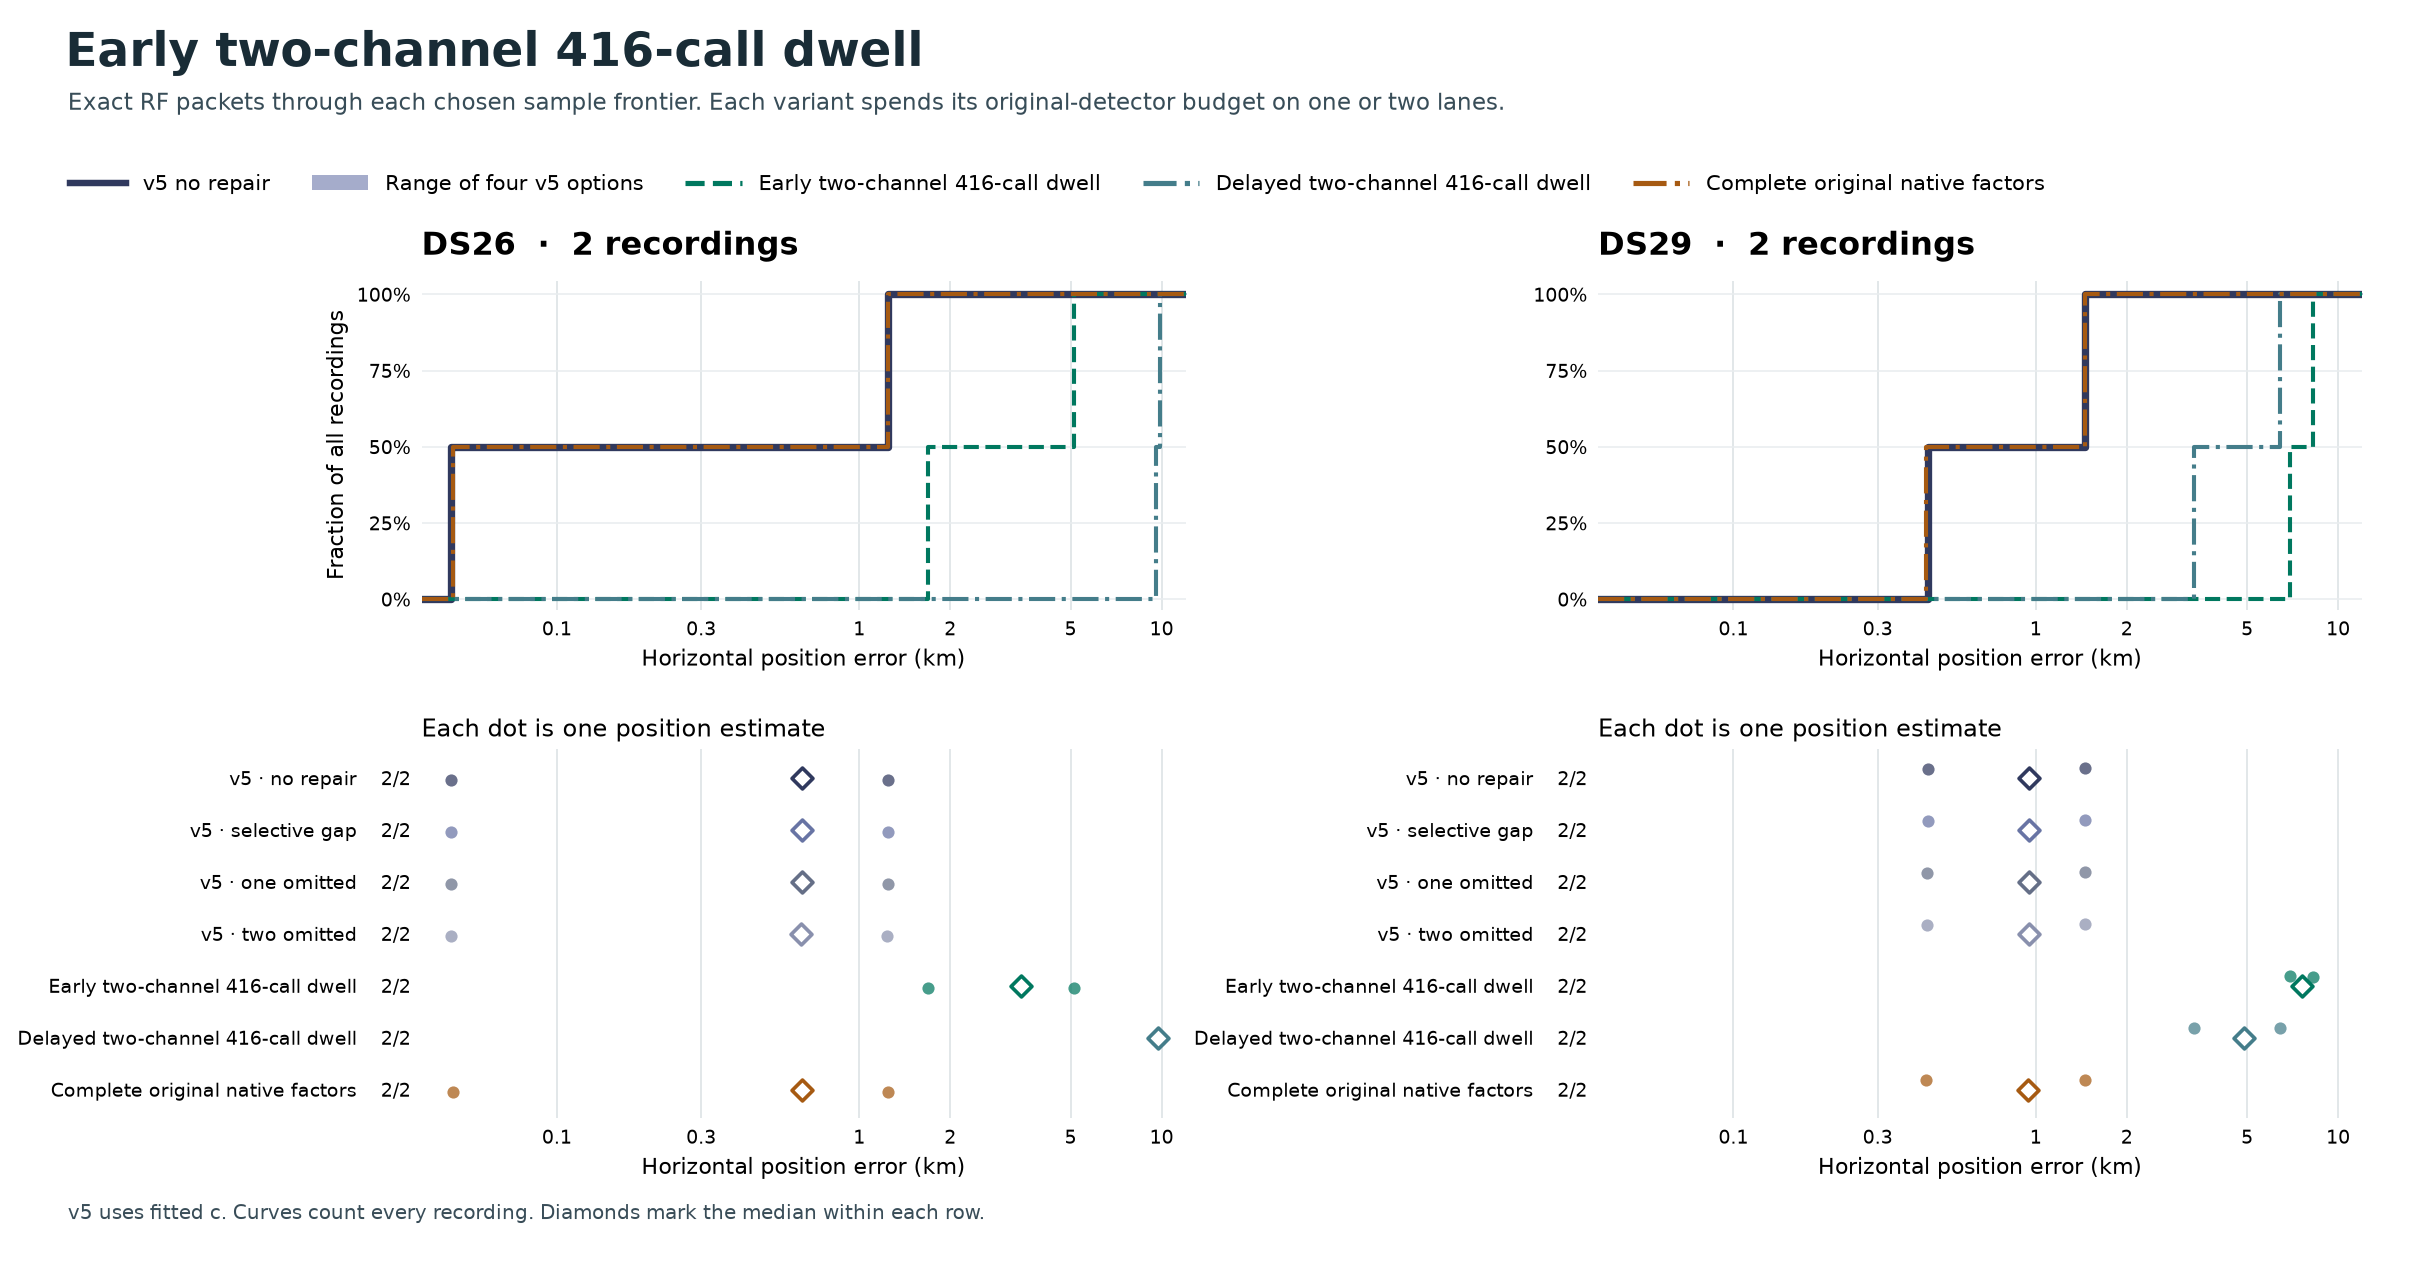 Early two-channel 416-call dwell
Exact RF packets through each chosen sample frontier. Each variant spends its original-detector budget on one or two lanes.
v5 no repair
Range of four v5 options
Early two-channel 416-call dwell
Delayed two-channel 416-call dwell
Complete original native factors
DS26 · 2 recordings
Fraction of all recordings
100%
75%
50%
25%
0%
0.1 0.3 1 2 5 10
Horizontal position error (km)
DS29 · 2 recordings
100%
75%
50%
25%
0%
0.1 0.3 1 2 5 10
Horizontal position error (km)
Each dot is one position estimate
v5 · no repair 2/2
v5 · selective gap 2/2
v5 · one omitted 2/2
v5 · two omitted 2/2
Early two-channel 416-call dwell 2/2
Delayed two-channel 416-call dwell 2/2
Complete original native factors 2/2
0.1 0.3 1 2 5 10
Horizontal position error (km)
Each dot is one position estimate
v5 · no repair 2/2
v5 · selective gap 2/2
v5 · one omitted 2/2
v5 · two omitted 2/2
Early two-channel 416-call dwell 2/2
Delayed two-channel 416-call dwell 2/2
Complete original native factors 2/2
0.1 0.3 1 2 5 10
Horizontal position error (km)
v5 uses fitted c. Curves count every recording. Diamonds mark the median within each row.